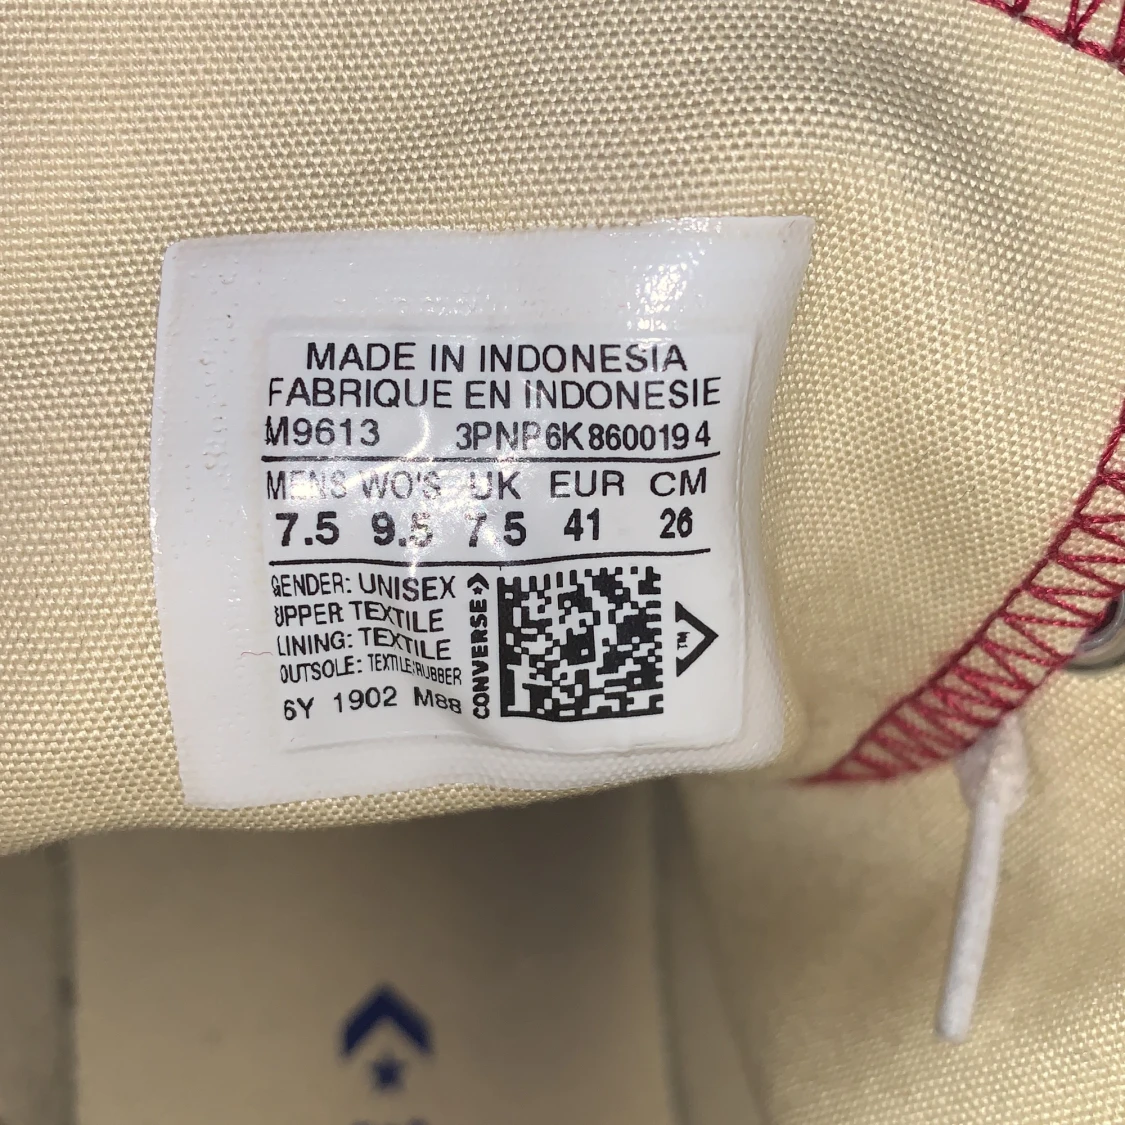 MADE IN INDONESIA
FABRIQUE EN INDONESIE
M9613 3PNP6K8600194
MENS WO'S UK EUR CM
7.5 9.5 7.5 41 26
GENDER: UNISEX
UPPER TEXTILE
LINING: TEXTILE
OUTSOLE: TEXTILE:RUBBER
6Y 1902 M88
CONVERSE